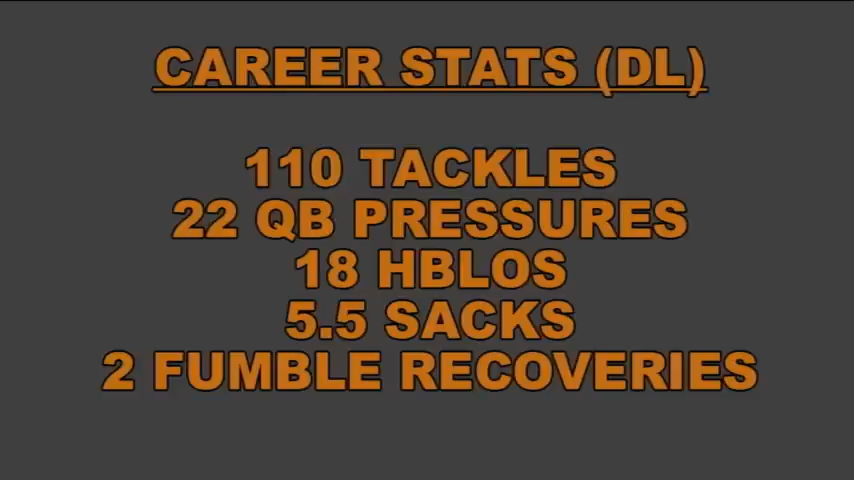 CAREER STATS (DL)
110 TACKLES
22 QB PRESSURES
18 HBLOS
5.5 SACKS
2 FUMBLE RECOVERIES